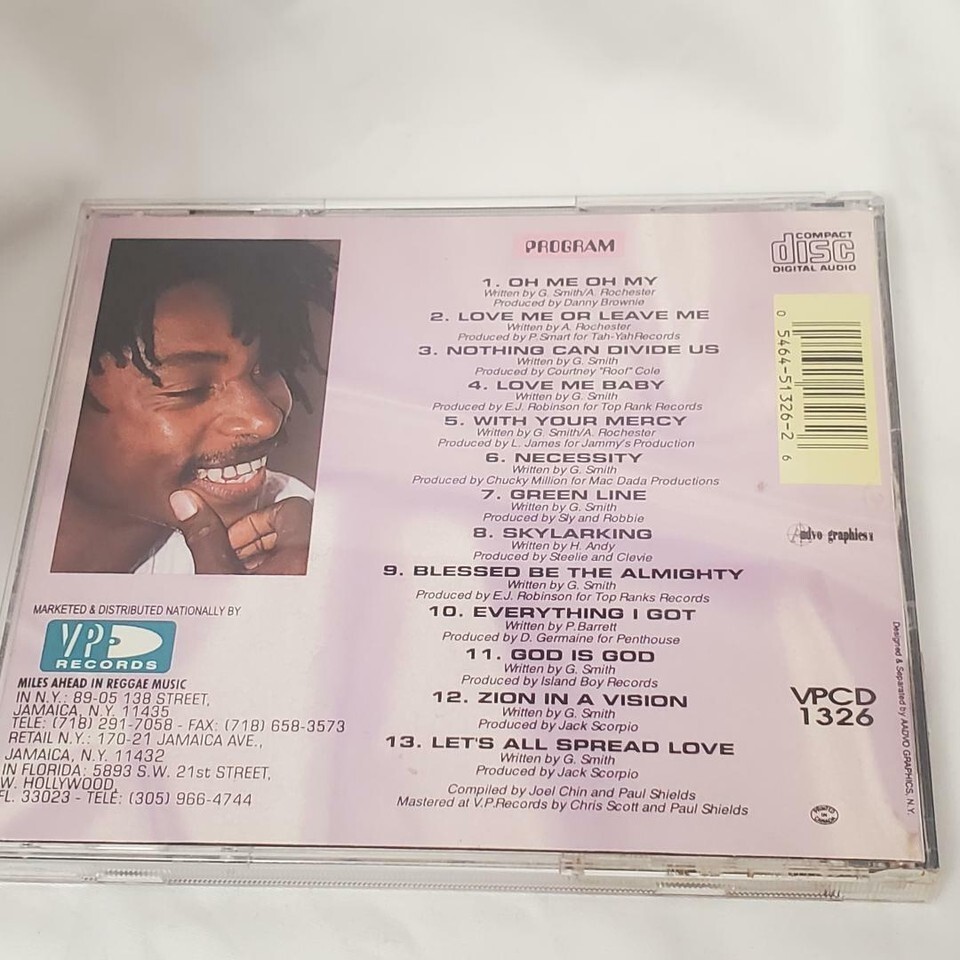 PROGRAM
1. OH ME OH MY
Written by G. Smith/A. Rochester
Produced by Danny Brownie
2. LOVE ME OR LEAVE ME
Written by A. Rochester
Produced by P. Smart for Tah-YahRecords
3. NOTHING CAN DIVIDE US
Written by G. Smith
Produced by Courtney "Roof" Cole
4. LOVE ME BABY
Written by G. Smith
Produced by E.J. Robinson for Top Rank Records
5. WITH YOUR MERCY
Written by G. Smith/A. Rochester
Produced by L. James for Jammy's Production
6. NECESSITY
Written by G. Smith
Produced by Chucky Million for Mac Dada Productions
7. GREEN LINE
Written by G. Smith
Produced by Sly and Robbie
8. SKYLARKING
Written by H. Andy
Produced by Steelie and Clevie
9. BLESSED BE THE ALMIGHTY
Written by G. Smith
Produced by E.J. Robinson for Top Ranks Records
10. EVERYTHING I GOT
Written by P. Barrett
Produced by D. Germaine for Penthouse
11. GOD IS GOD
Written by G. Smith
Produced by Island Boy Records
12. ZION IN A VISION
Written by G. Smith
Produced by Jack Scorpio
13. LET'S ALL SPREAD LOVE
Written by G. Smith
Produced by Jack Scorpio
Compiled by Joel Chin and Paul Shields
Mastered at V.P.Records by Chris Scott and Paul Shields
MARKETED & DISTRIBUTED NATIONALLY BY
VP
RECORDS
MILES AHEAD IN REGGAE MUSIC
IN N.Y.: 89-05 138 STREET,
JAMAICA, N.Y. 11435
TELE: (718) 291-7058 - FAX: (718) 658-3573
RETAIL N.Y.: 170-21 JAMAICA AVE.,
JAMAICA, N.Y. 11432
IN FLORIDA: 5893 S.W. 21st STREET,
W. HOLLYWOOD,
FL. 33023 - TELE: (305) 966-4744
COMPACT
disc
DIGITAL AUDIO
0 5464-51326-2 6
graphics
VPCD
1326
Designed & Separated by AADVO GRAPHICS, N.Y.
PRINTED
IN
CANADA